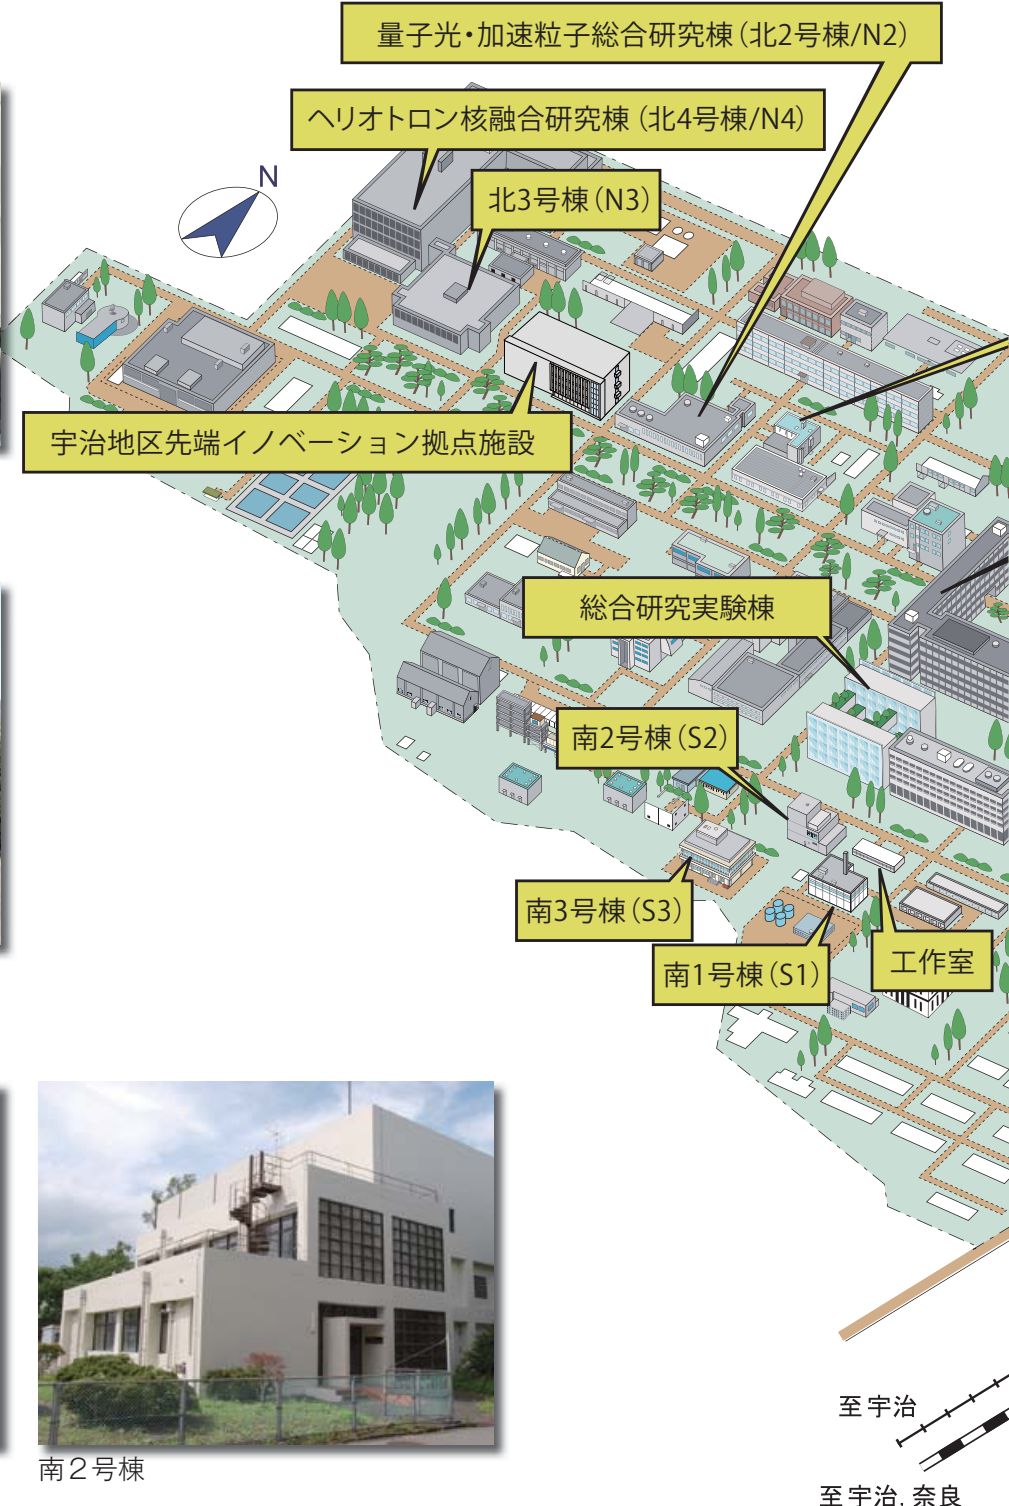 量子光・加速粒子総合研究棟(北2号棟/N2)
ヘリオトロン核融合研究棟(北4号棟/N4)
N
北3号棟(N3)
宇治地区先端イノベーション拠点施設
総合研究実験棟
南2号棟(S2)
南3号棟(S3)
南1号棟(S1)
工作室
至宇治
南2号棟
至宇治, 奈良